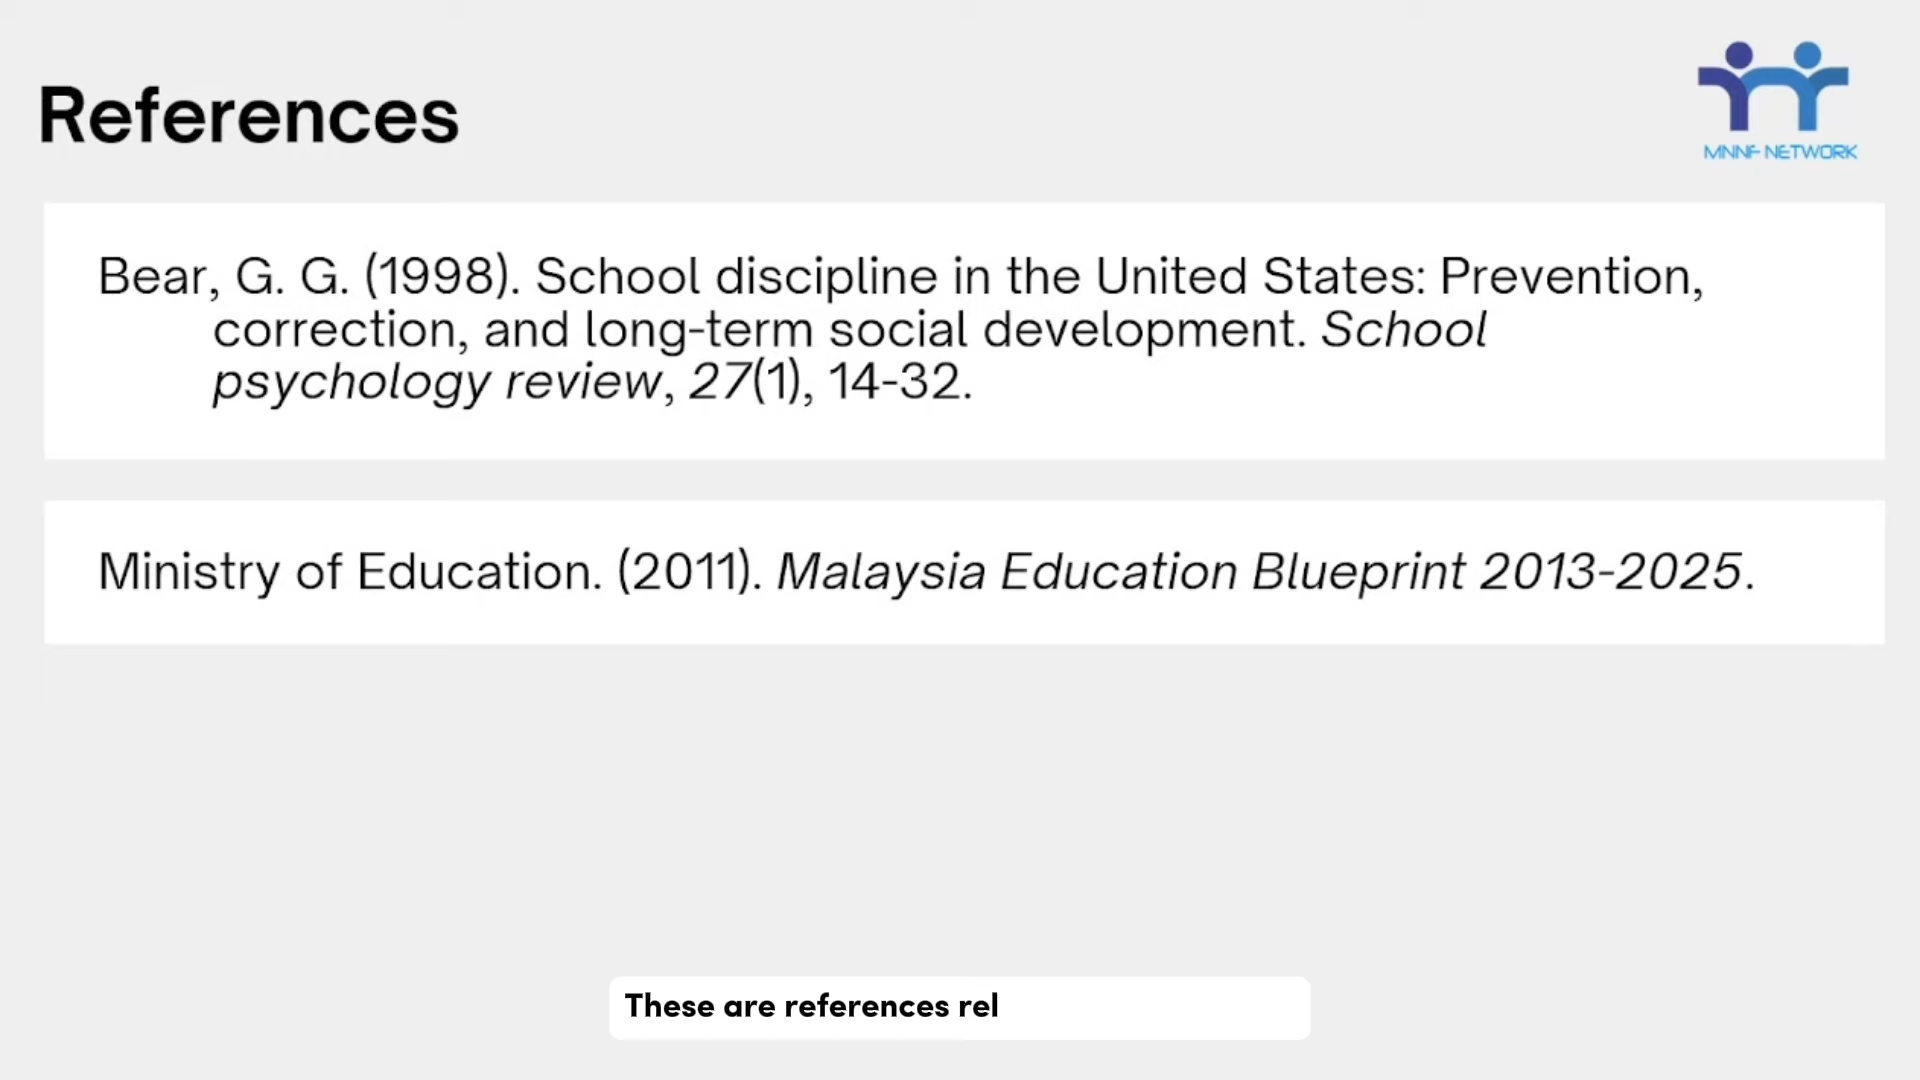 References
MNNF NETWORK
Bear, G. G. (1998). School discipline in the United States: Prevention,
correction, and long-term social development. School
psychology review, 27(1), 14-32.
Ministry of Education. (2011). Malaysia Education Blueprint 2013-2025.
These are references rel